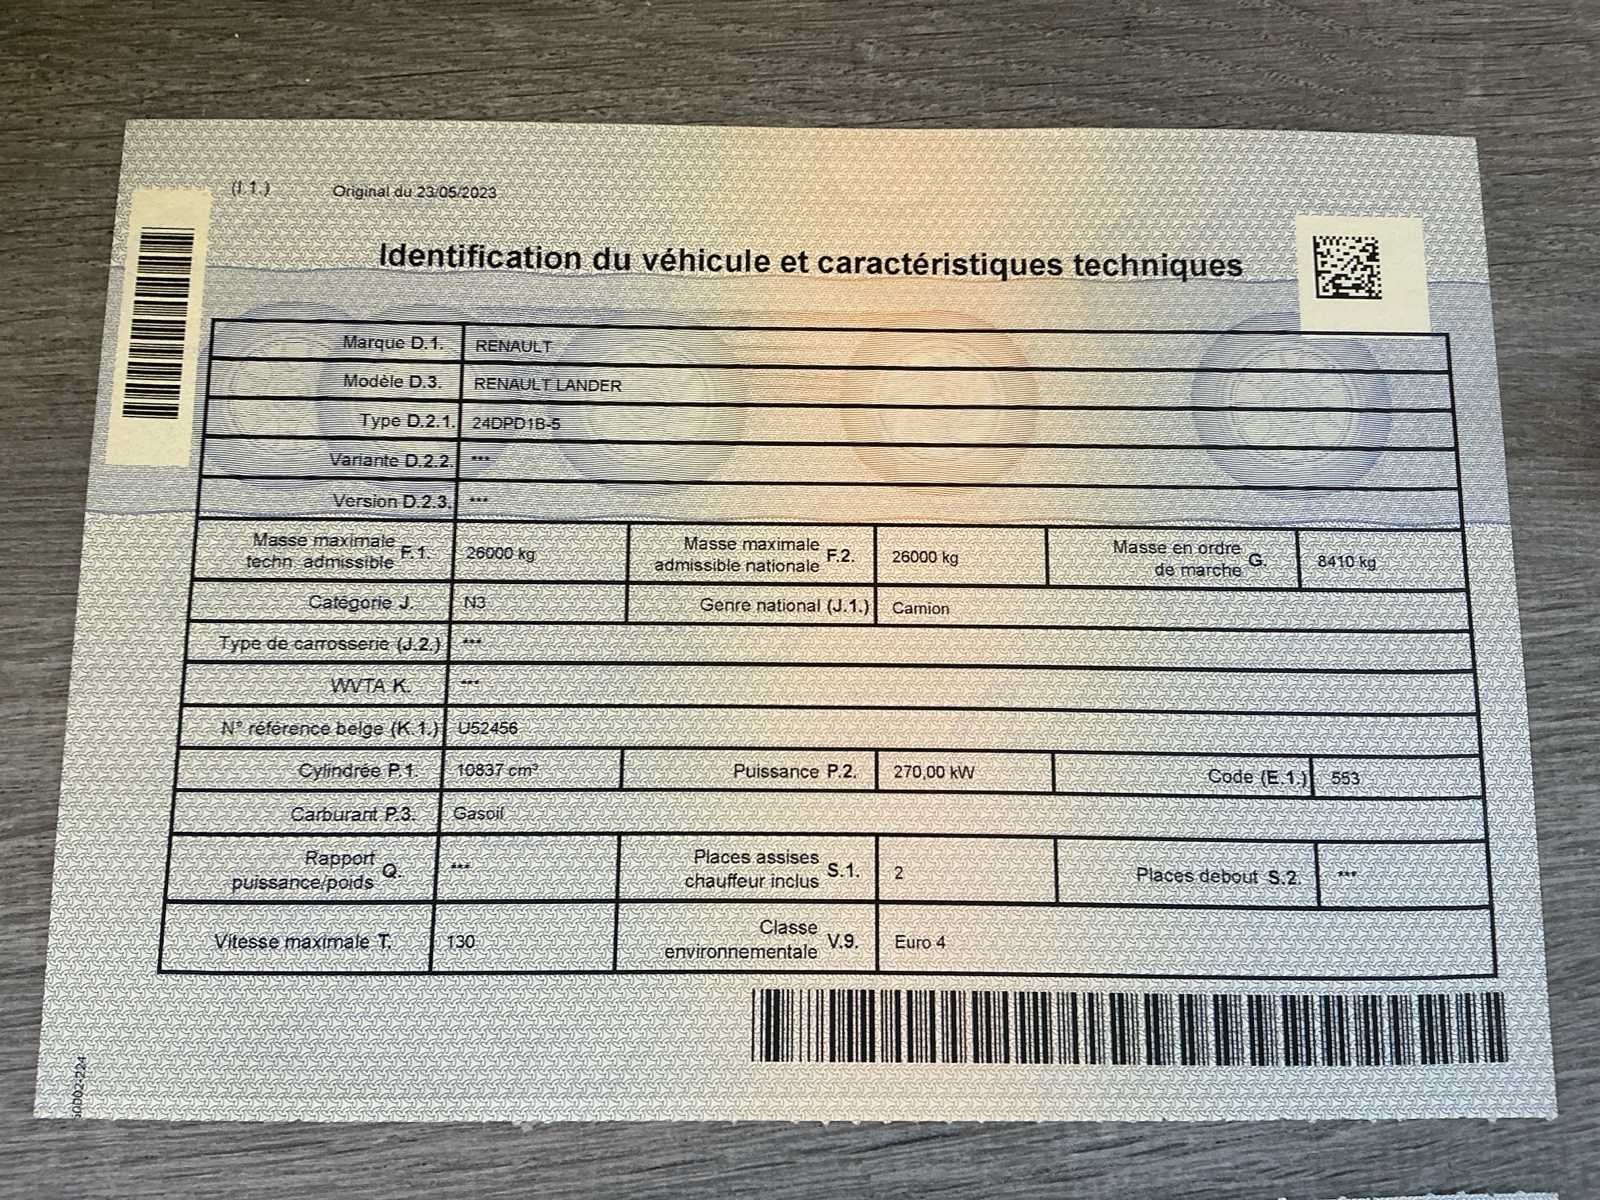 (I.1.) Original du 23/05/2023
Identification du véhicule et caractéristiques techniques
Marque D.1. RENAULT
Modèle D.3. RENAULT LANDER
Type D.2.1. 24DPD1B-5
Variante D.2.2. ***
Version D.2.3. ***
Masse maximale techn. admissible F.1. 26000 kg Masse maximale admissible nationale F.2. 26000 kg Masse en ordre de marche G. 8410 kg
Catégorie J. N3 Genre national (J.1.) Camion
Type de carrosserie (J.2.) ***
WVTA K. ***
N° référence belge (K.1.) U52456
Cylindrée P.1. 10837 cm³ Puissance P.2. 270,00 kW Code (E.1.) 553
Carburant P.3. Gasoil
Rapport puissance/poids Q. *** Places assises chauffeur inclus S.1. 2 Places debout S.2. ***
Vitesse maximale T. 130 Classe environnementale V.9. Euro 4